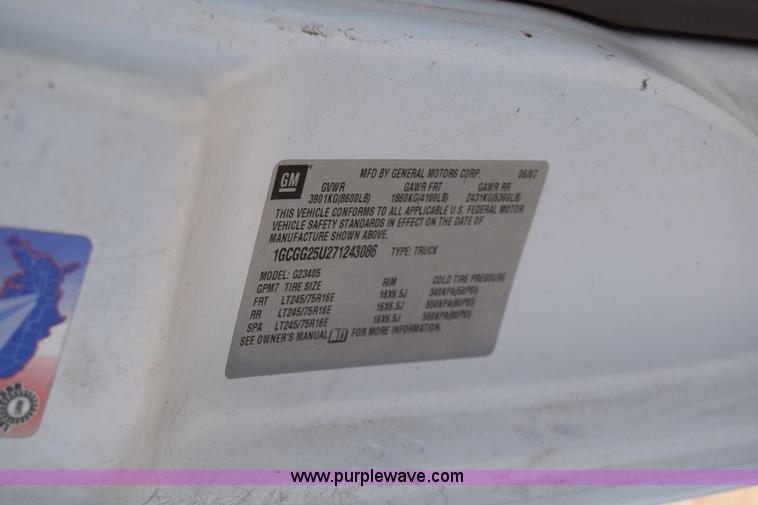 GM
MFD BY GENERAL MOTORS CORP. 06/07
GVWR GAWR FRT GAWR RR
3901KG(8600LB) 1860KG(4100LB) 2431KG(5360LB)
THIS VEHICLE CONFORMS TO ALL APPLICABLE U.S. FEDERAL MOTOR
VEHICLE SAFETY STANDARDS IN EFFECT ON THE DATE OF
MANUFACTURE SHOWN ABOVE.
1GCGG25U271243086 TYPE: TRUCK
MODEL: G23405
GPM7 TIRE SIZE RIM COLD TIRE PRESSURE
FRT LT245/75R16E 16X6.5J 340KPA(50PSI)
RR LT245/75R16E 16X6.5J 550KPA(80PSI)
SPA LT245/75R16E 16X6.5J 550KPA(80PSI)
SEE OWNER'S MANUAL FOR MORE INFORMATION.
www.purplewave.com